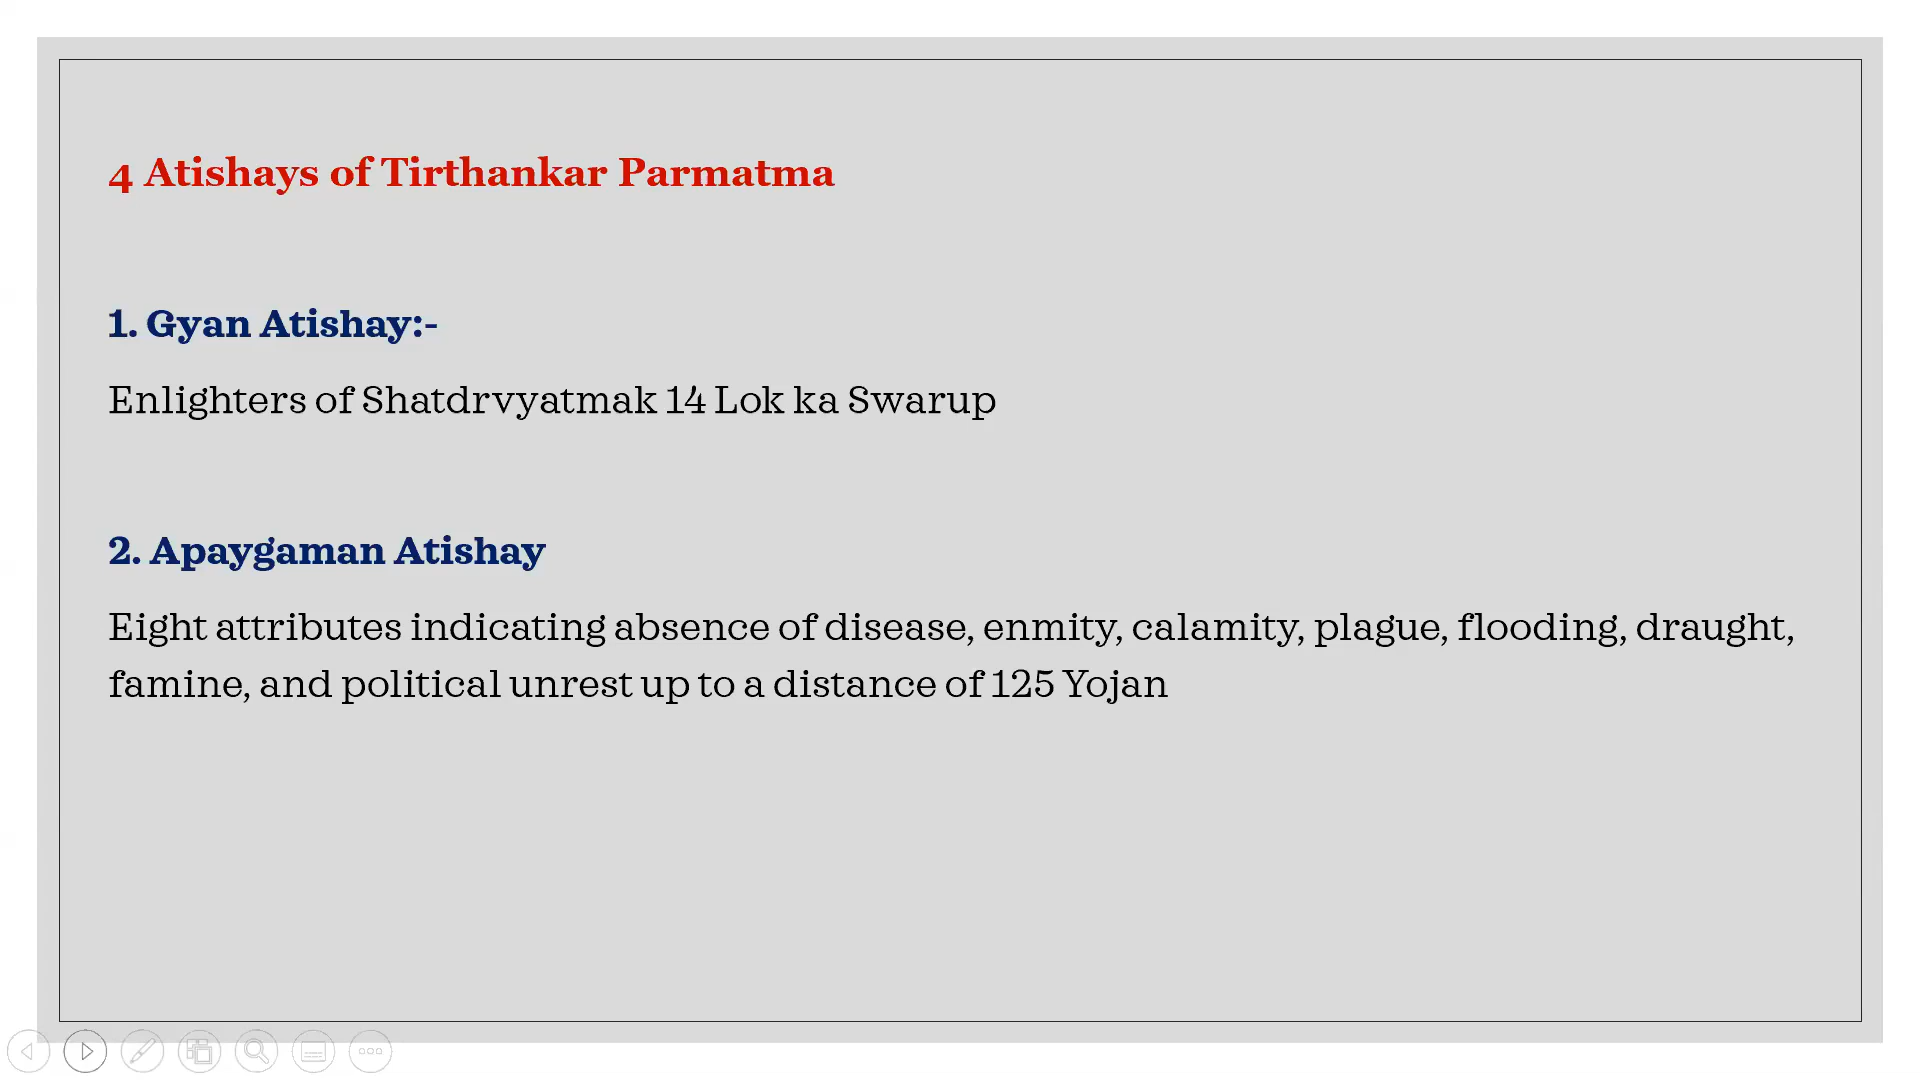 4 Atishays of Tirthankar Parmatma
1. Gyan Atishay:-
Enlighters of Shatdrvyatmak 14 Lok ka Swarup
2. Apaygaman Atishay
Eight attributes indicating absence of disease, enmity, calamity, plague, flooding, draught,
famine, and political unrest up to a distance of 125 Yojan